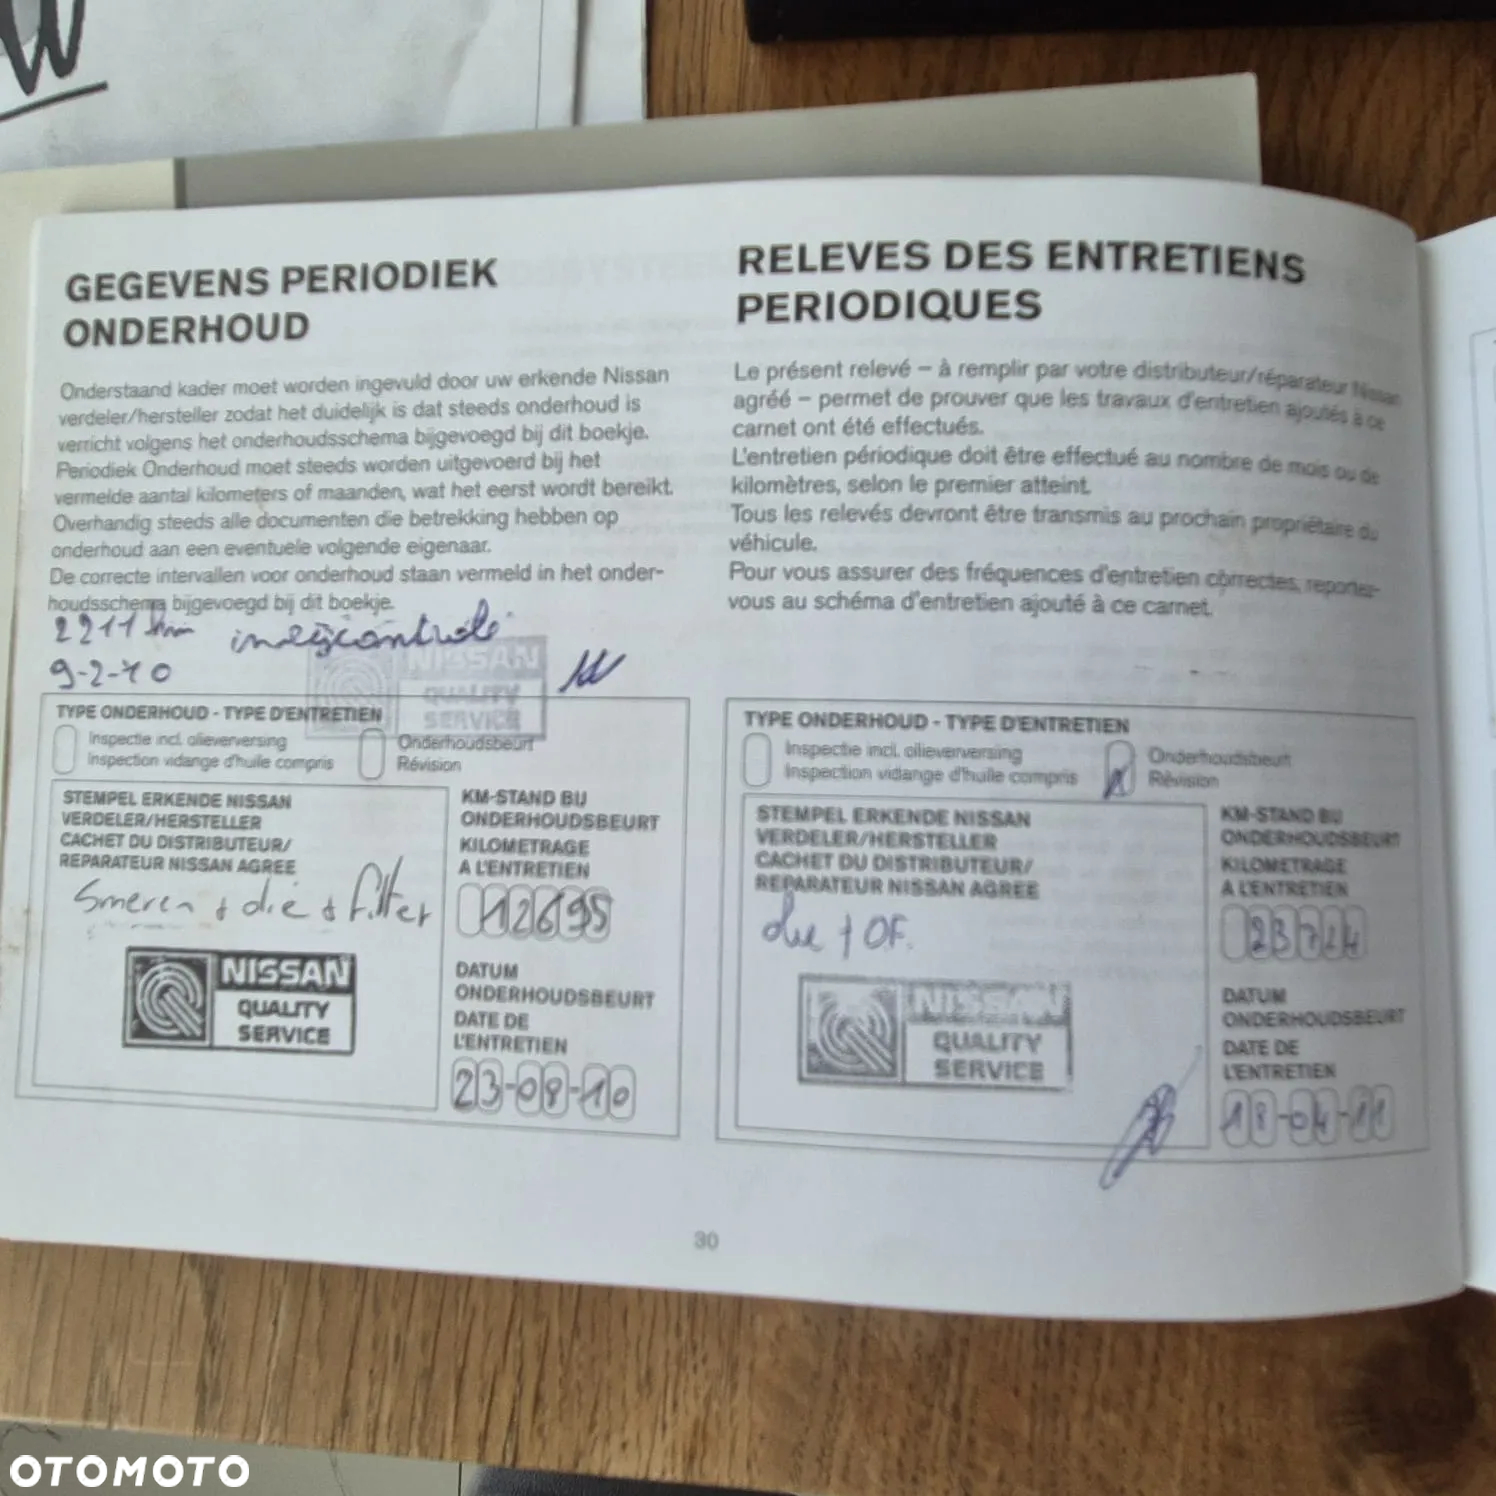 GEGEVENS PERIODIEK
ONDERHOUD
Onderstaand kader moet worden ingevuld door uw erkende Nissan
verdeler/hersteller zodat het duidelijk is dat steeds onderhoud is
verricht volgens het onderhoudsschema bijgevoegd bij dit boekje.
Periodiek Onderhoud moet steeds worden uitgevoerd bij het
vermelde aantal kilometers of maanden, wat het eerst wordt bereikt.
Overhandig steeds alle documenten die betrekking hebben op
onderhoud aan een eventuele volgende eigenaar.
De correcte intervallen voor onderhoud staan vermeld in het onder-
houdsschema bijgevoegd bij dit boekje.
2211 km
9-2-10
NISSAN
QUALITY
SERVICE
TYPE ONDERHOUD - TYPE D'ENTRETIEN
Inspectie incl. olieverversing
Inspection vidange d'huile compris
Onderhoudsbeurt
Révision
STEMPEL ERKENDE NISSAN
VERDELER/HERSTELLER
CACHET DU DISTRIBUTEUR/
REPARATEUR NISSAN AGREE
Smeren + olie + filter
NISSAN
QUALITY
SERVICE
KM-STAND BIJ
ONDERHOUDSBEURT
KILOMETRAGE
A L'ENTRETIEN
12695
DATUM
ONDERHOUDSBEURT
DATE DE
L'ENTRETIEN
23-08-10
RELEVES DES ENTRETIENS
PERIODIQUES
Le présent relevé – à remplir par votre distributeur/réparateur Nissan
agréé – permet de prouver que les travaux d'entretien ajoutés à ce
carnet ont été effectués.
L'entretien périodique doit être effectué au nombre de mois ou de
kilomètres, selon le premier atteint.
Tous les relevés devront être transmis au prochain propriétaire du
véhicule.
Pour vous assurer des fréquences d'entretien correctes, reportez-
vous au schéma d'entretien ajouté à ce carnet.
TYPE ONDERHOUD - TYPE D'ENTRETIEN
Inspectie incl. olieverversing
Inspection vidange d'huile compris
Onderhoudsbeurt
Révision
STEMPEL ERKENDE NISSAN
VERDELER/HERSTELLER
CACHET DU DISTRIBUTEUR/
REPARATEUR NISSAN AGREE
+ OF.
NISSAN
QUALITY
SERVICE
KM-STAND BIJ
ONDERHOUDSBEURT
KILOMETRAGE
A L'ENTRETIEN
23724
DATUM
ONDERHOUDSBEURT
DATE DE
L'ENTRETIEN
18-04-11
30
OTOMOTO